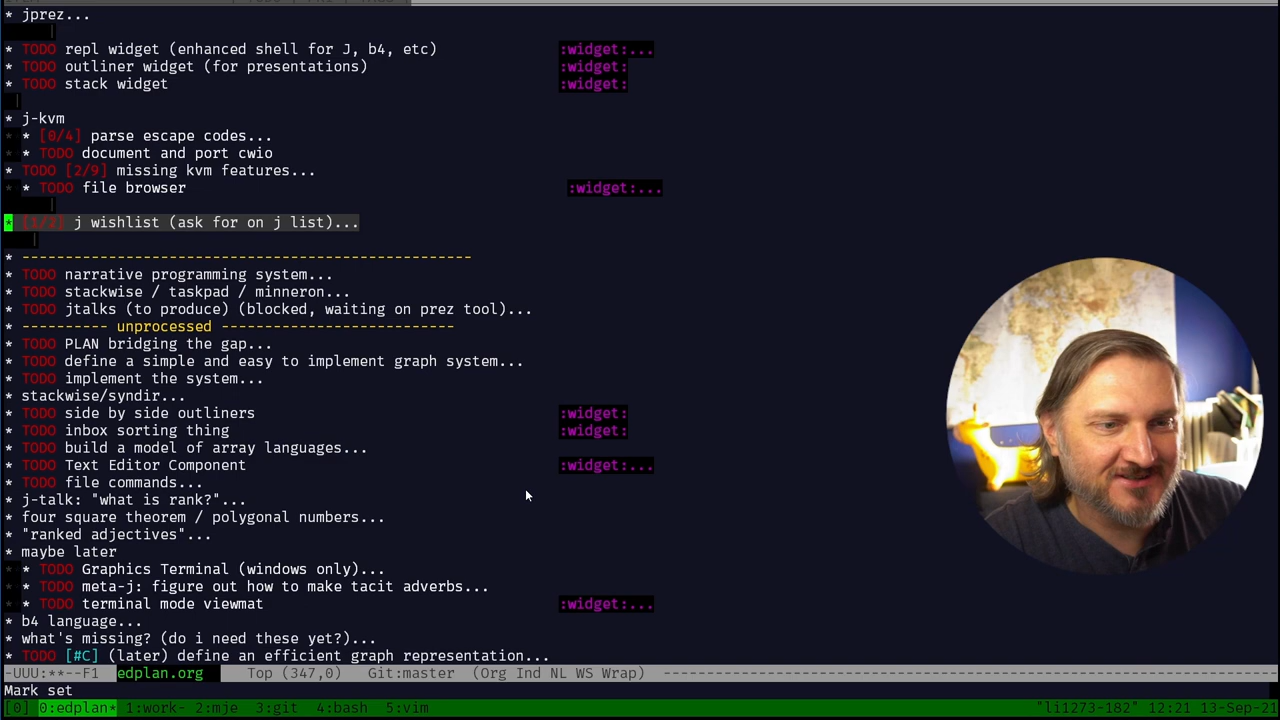 * jprez...
* TODO repl widget (enhanced shell for J, b4, etc) :widget:...
* TODO outliner widget (for presentations) :widget:
* TODO stack widget :widget:
* j-kvm
* * [0/4] parse escape codes...
* * TODO document and port cwio
* TODO [2/9] missing kvm features...
* * TODO file browser :widget:...
* [1/2] j wishlist (ask for on j list)...
* ----------------------------------------------------
* TODO narrative programming system...
* TODO stackwise / taskpad / minneron...
* TODO jtalks (to produce) (blocked, waiting on prez tool)...
* ---------- unprocessed ---------------------------
* TODO PLAN bridging the gap...
* TODO define a simple and easy to implement graph system...
* TODO implement the system...
* stackwise/syndir...
* TODO side by side outliners :widget:
* TODO inbox sorting thing :widget:
* TODO build a model of array languages...
* TODO Text Editor Component :widget:...
* TODO file commands...
* j-talk: "what is rank?"...
* four square theorem / polygonal numbers...
* "ranked adjectives"...
* maybe later
* * TODO Graphics Terminal (windows only)...
* * TODO meta-j: figure out how to make tacit adverbs...
* * TODO terminal mode viewmat :widget:...
* b4 language...
* what's missing? (do i need these yet?)...
* TODO [#C] (later) define an efficient graph representation...
-UUU:**--F1 edplan.org Top (347,0) Git:master (Org Ind NL WS Wrap) ------------------------------------------------------------------------
Mark set
[0] 0:edplan* 1:work- 2:mje 3:git 4:bash 5:vim "li1273-182" 12:21 13-Sep-21